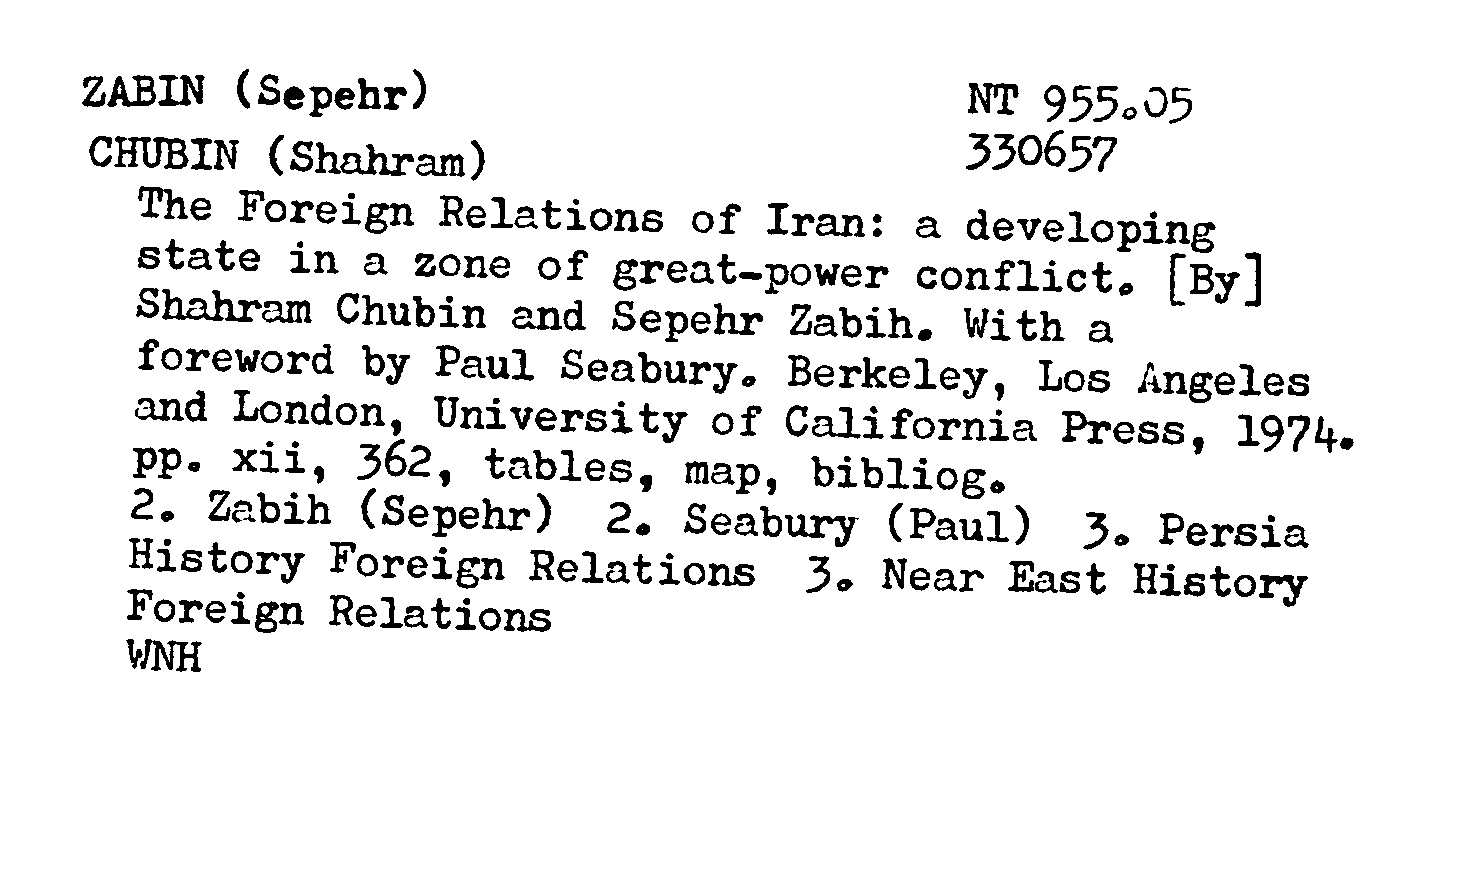 ZABIN (Sepehr)
NT 955.05
CHUBIN (Shahram)
330657
The Foreign Relations of Iran: a developing
state in a zone of great-power conflict. [By]
Shahram Chubin and Sepehr Zabih. With a
foreword by Paul Seabury. Berkeley, Los Angeles
and London, University of California Press, 1974.
pp. xii, 362, tables, map, bibliog.
2. Zabih (Sepehr) 2. Seabury (Paul) 3. Persia
History Foreign Relations 3. Near East History
Foreign Relations
WNH